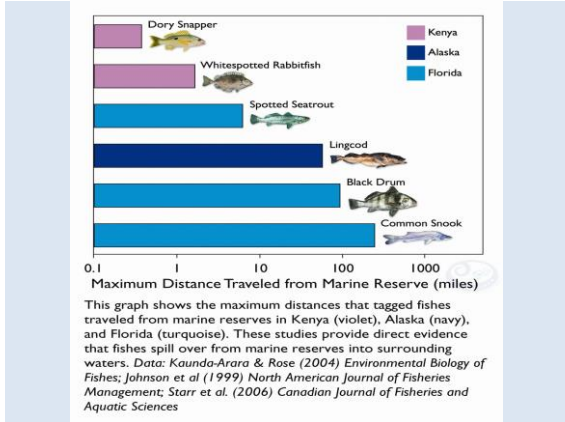 Dory Snapper
Kenya
Alaska
Florida
Whitespotted Rabbitfish
Spotted Seatrout
Lingcod
Black Drum
Common Snook
0.1 1 10 100 1000
Maximum Distance Traveled from Marine Reserve (miles)
This graph shows the maximum distances that tagged fishes
traveled from marine reserves in Kenya (violet), Alaska (navy),
and Florida (turquoise). These studies provide direct evidence
that fishes spill over from marine reserves into surrounding
waters. Data: Kaunda-Arara & Rose (2004) Environmental Biology of
Fishes; Johnson et al (1999) North American Journal of Fisheries
Management; Starr et al. (2006) Canadian Journal of Fisheries and
Aquatic Sciences